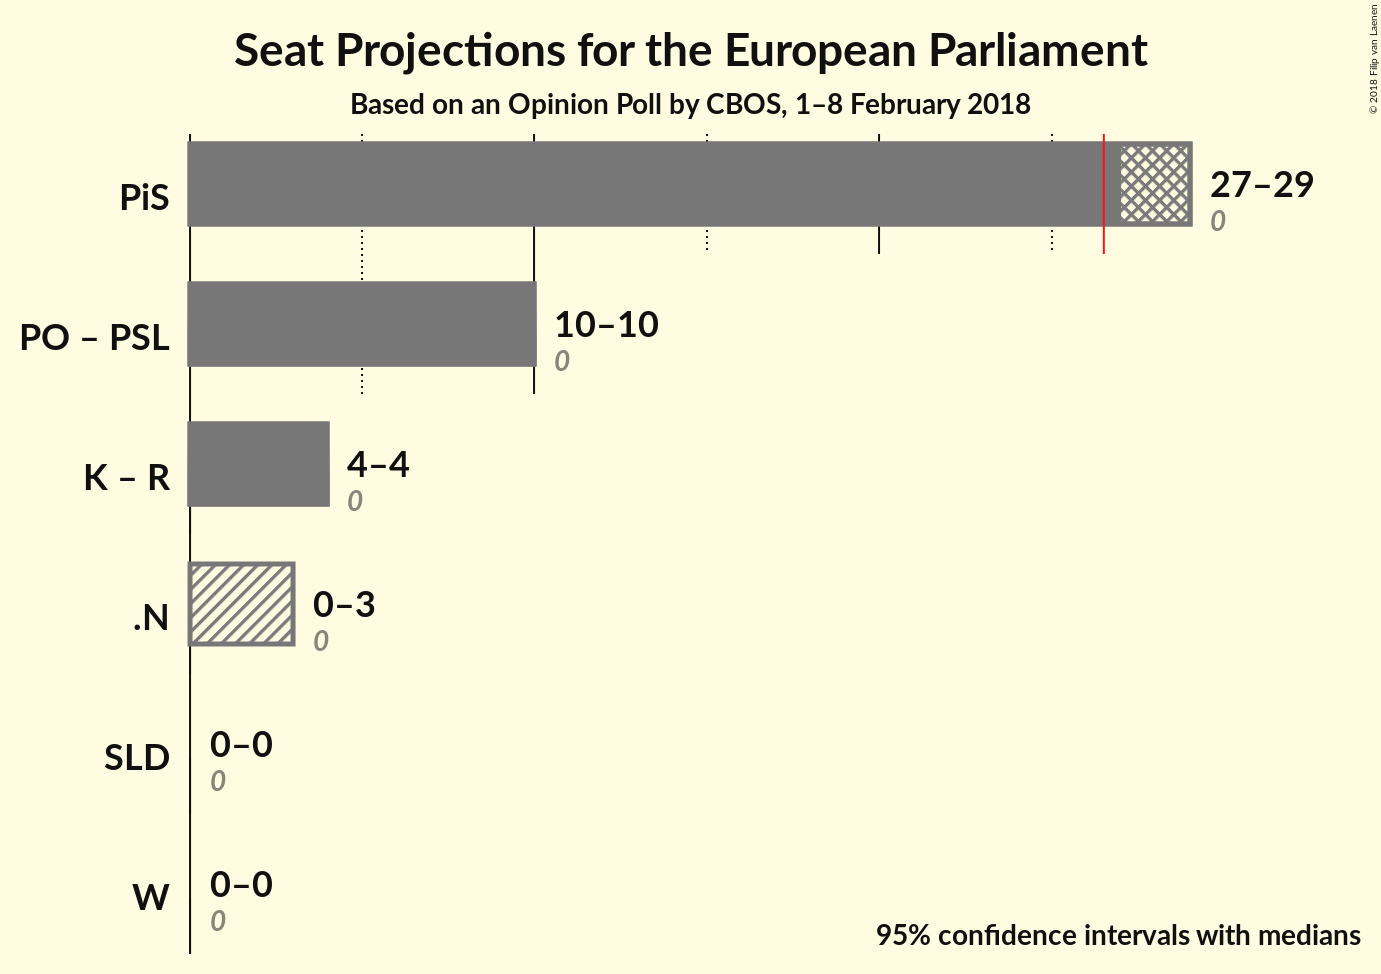 Seat Projections for the European Parliament
Based on an Opinion Poll by CBOS, 1–8 February 2018
© 2018 Filip van Laenen
PiS
27–29
0
PO – PSL
10–10
0
K – R
4–4
0
.N
0–3
0
SLD
0–0
0
W
0–0
0
95% confidence intervals with medians